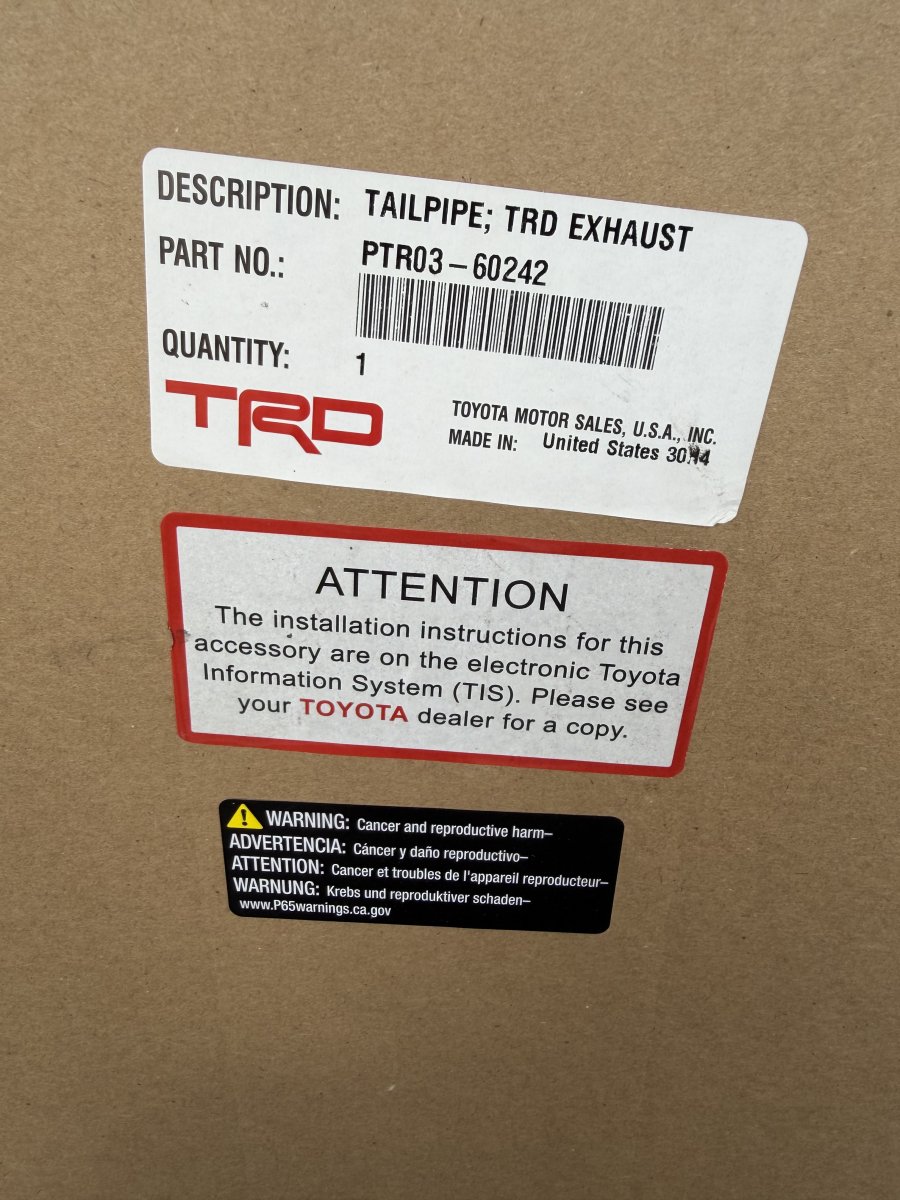 DESCRIPTION: TAILPIPE; TRD EXHAUST
PART NO.: PTR03-60242
QUANTITY: 1
TRD
TOYOTA MOTOR SALES, U.S.A., INC.
MADE IN: United States
ATTENTION
The installation instructions for this
accessory are on the electronic Toyota
Information System (TIS). Please see
your TOYOTA dealer for a copy.
WARNING: Cancer and reproductive harm–
ADVERTENCIA: Cáncer y daño reproductivo–
ATTENTION: Cancer et troubles de l'appareil reproducteur–
WARNUNG: Krebs und reproduktiver schaden–
www.P65warnings.ca.gov